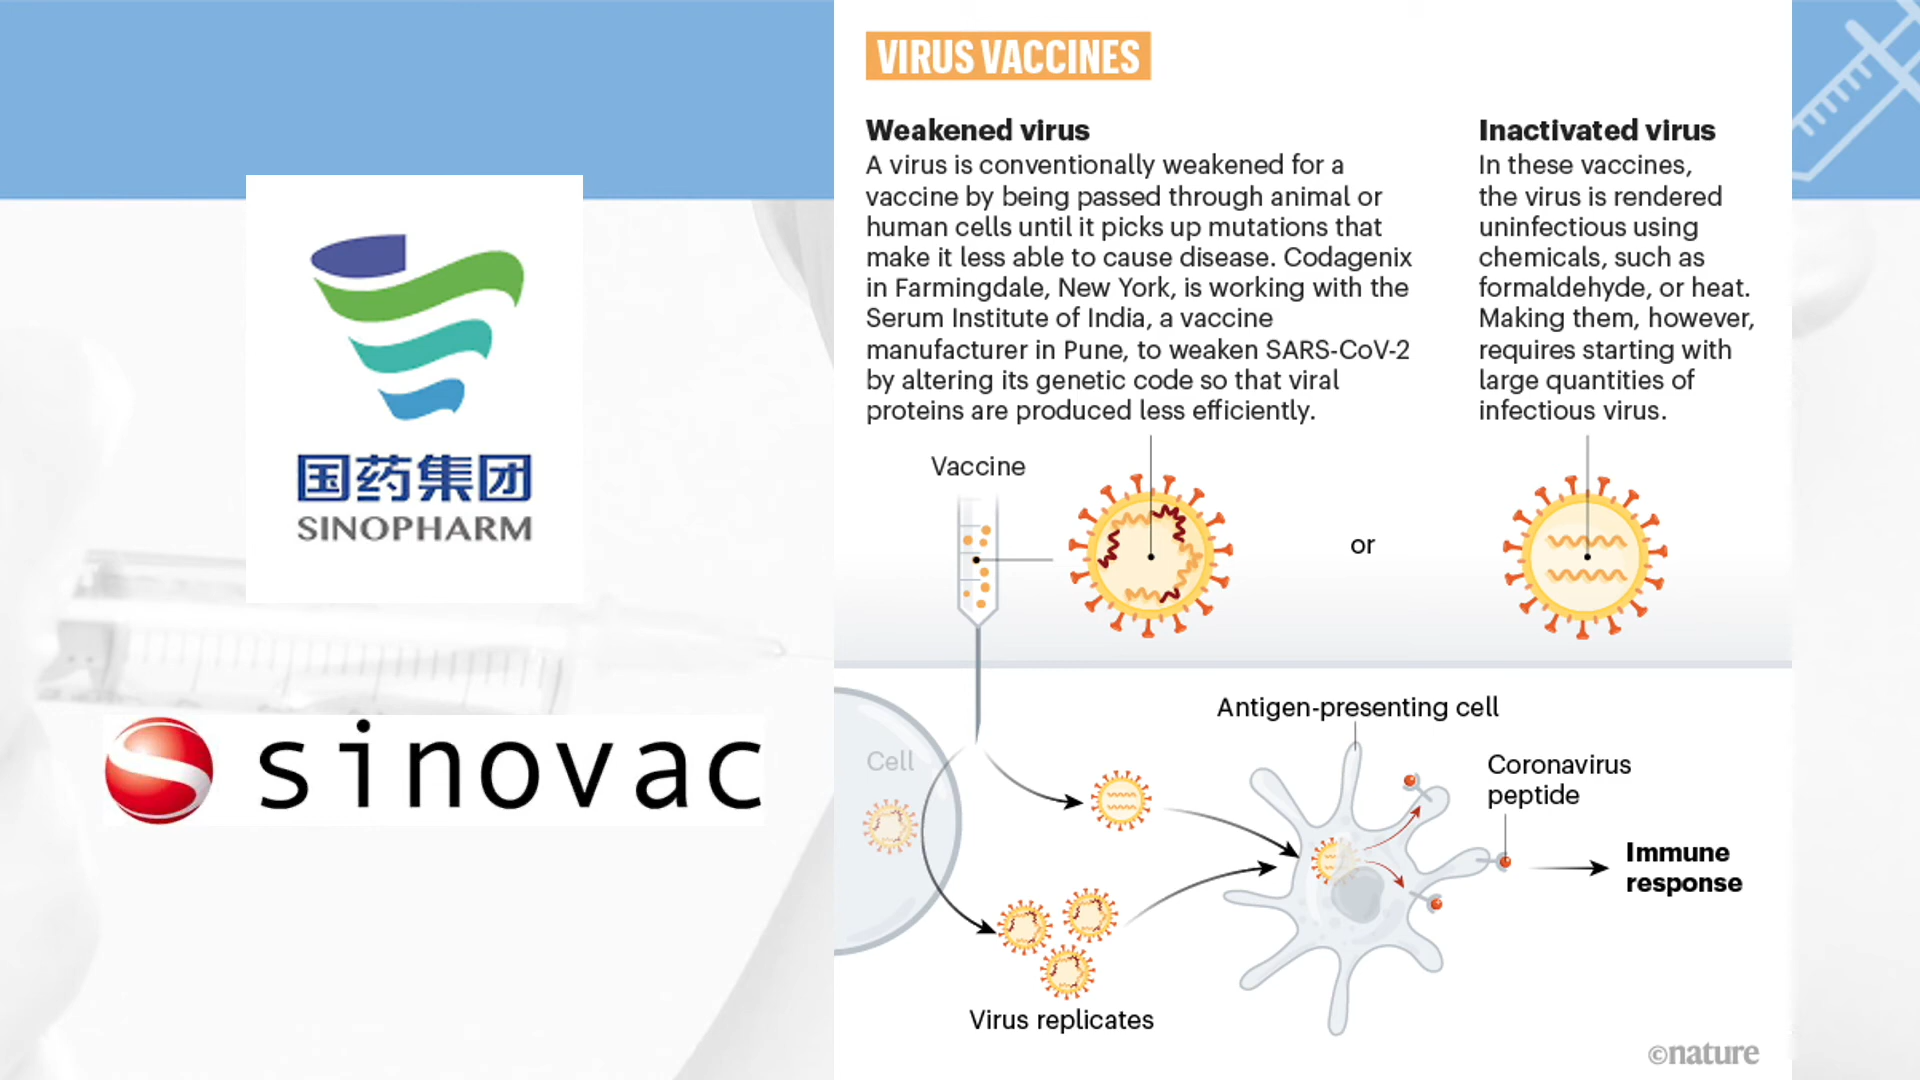 国药集团
SINOPHARM
sinovac
VIRUS VACCINES
Weakened virus
A virus is conventionally weakened for a
vaccine by being passed through animal or
human cells until it picks up mutations that
make it less able to cause disease. Codagenix
in Farmingdale, New York, is working with the
Serum Institute of India, a vaccine
manufacturer in Pune, to weaken SARS-CoV-2
by altering its genetic code so that viral
proteins are produced less efficiently.
Inactivated virus
In these vaccines,
the virus is rendered
uninfectious using
chemicals, such as
formaldehyde, or heat.
Making them, however,
requires starting with
large quantities of
infectious virus.
Vaccine
or
Cell
Antigen-presenting cell
Coronavirus
peptide
Immune
response
Virus replicates
©nature